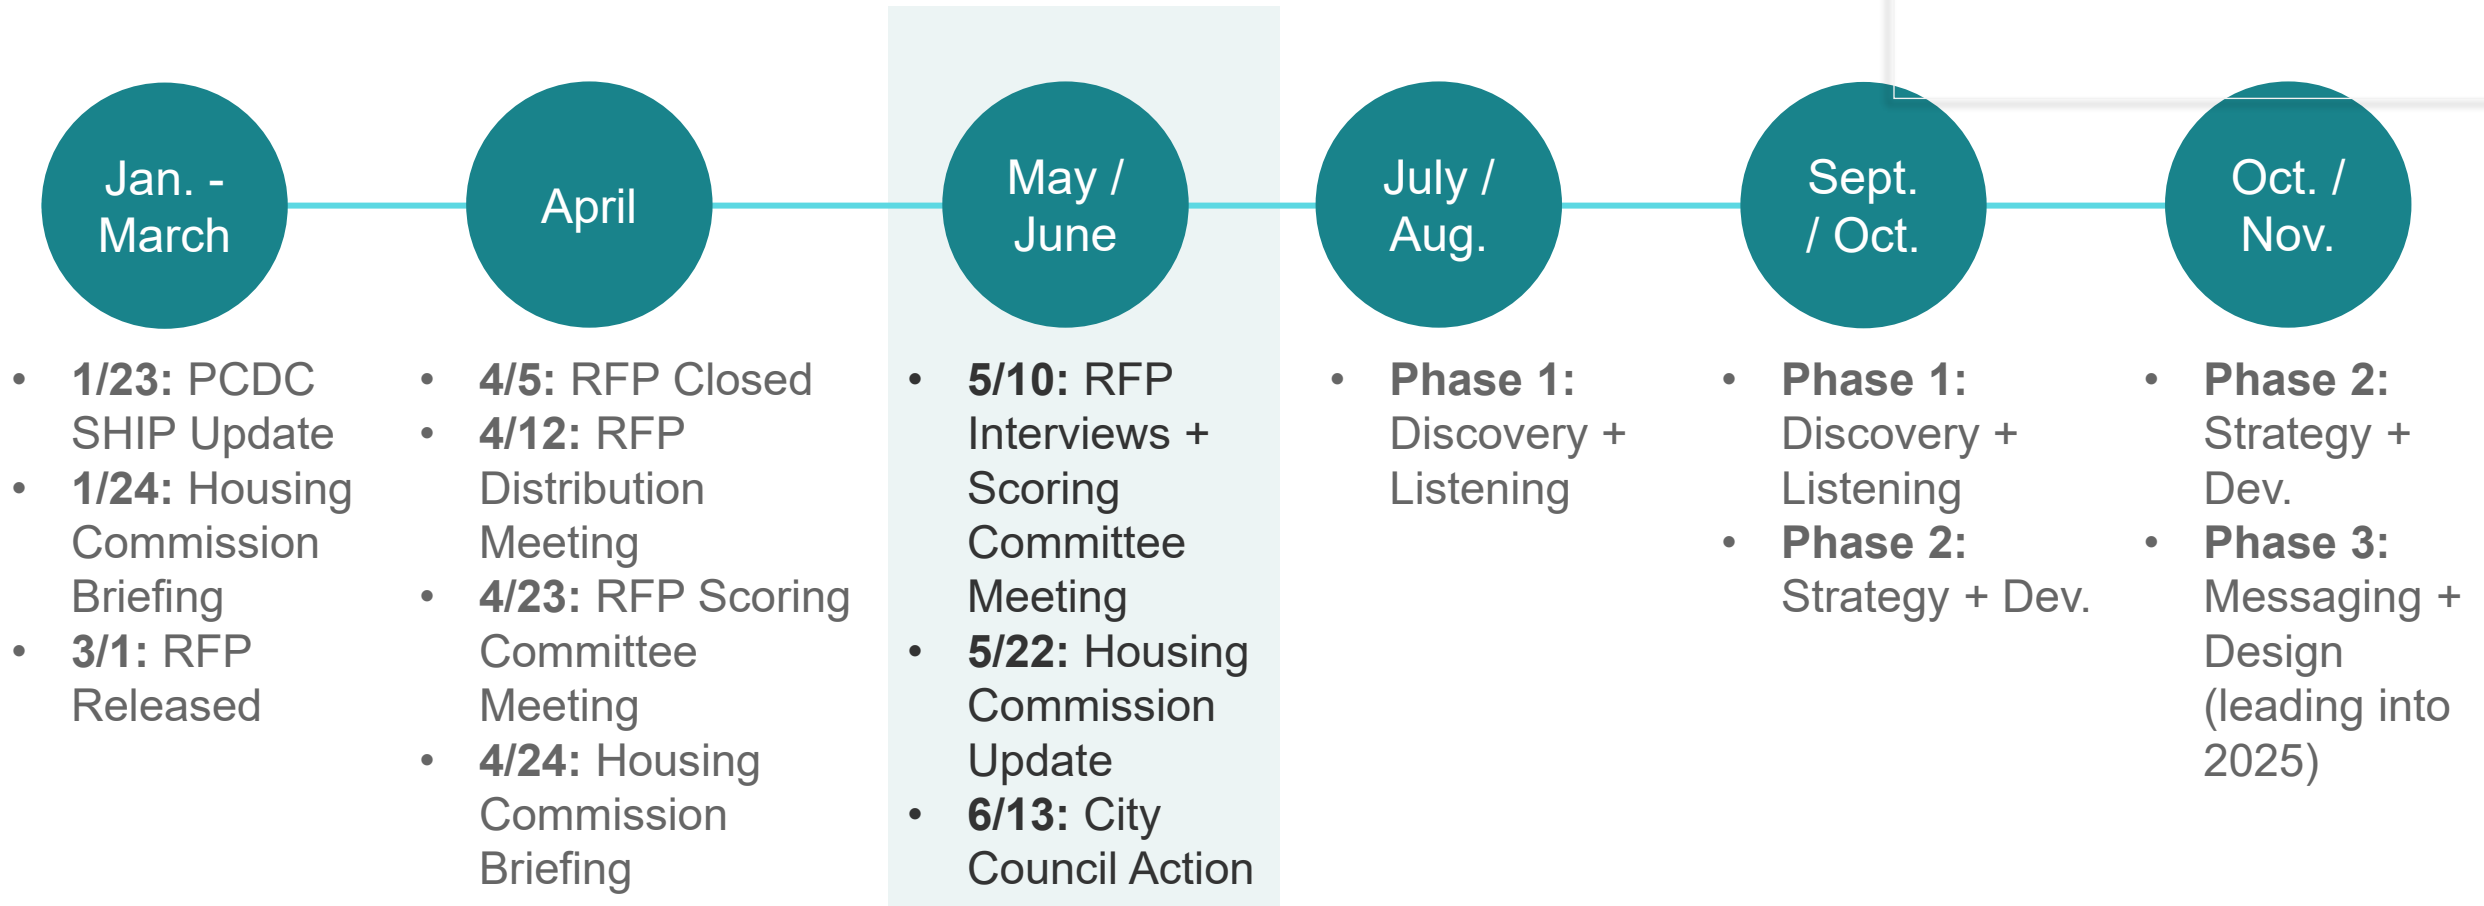 Jan. -
March
April
May /
June
July /
Aug.
Sept.
/ Oct.
Oct. /
Nov.
• 1/23: PCDC
SHIP Update
• 1/24: Housing
Commission
Briefing
• 3/1: RFP
Released
• 4/5: RFP Closed
• 4/12: RFP
Distribution
Meeting
• 4/23: RFP Scoring
Committee
Meeting
• 4/24: Housing
Commission
Briefing
• 5/10: RFP
Interviews +
Scoring
Committee
Meeting
• 5/22: Housing
Commission
Update
• 6/13: City
Council Action
• Phase 1:
Discovery +
Listening
• Phase 1:
Discovery +
Listening
• Phase 2:
Strategy + Dev.
• Phase 2:
Strategy +
Dev.
• Phase 3:
Messaging +
Design
(leading into
2025)